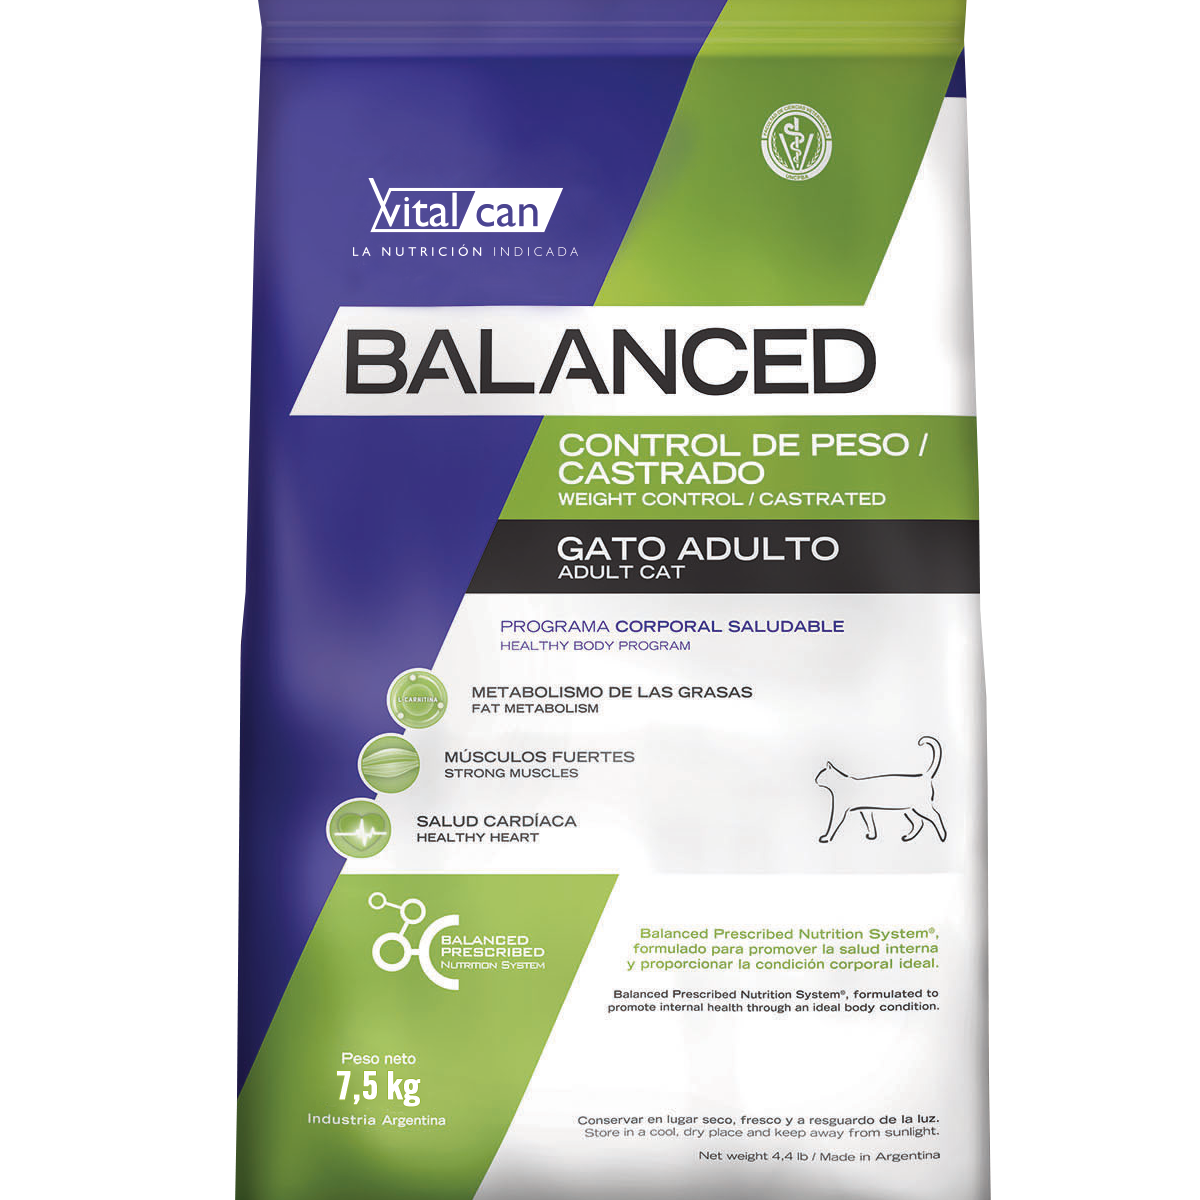 FACULTAD DE CIENCIAS VETERINARIAS
UNCPBA
Vital can
LA NUTRICIÓN INDICADA
BALANCED
CONTROL DE PESO /
CASTRADO
WEIGHT CONTROL / CASTRATED
GATO ADULTO
ADULT CAT
PROGRAMA CORPORAL SALUDABLE
HEALTHY BODY PROGRAM
L-CARNITINA
METABOLISMO DE LAS GRASAS
FAT METABOLISM
MÚSCULOS FUERTES
STRONG MUSCLES
SALUD CARDÍACA
HEALTHY HEART
BALANCED
PRESCRIBED
NUTRITION SYSTEM
Balanced Prescribed Nutrition System®,
formulado para promover la salud interna
y proporcionar la condición corporal ideal.
Balanced Prescribed Nutrition System®, formulated to
promote internal health through an ideal body condition.
Peso neto
7,5 kg
Industria Argentina
Conservar en lugar seco, fresco y a resguardo de la luz.
Store in a cool, dry place and keep away from sunlight.
Net weight 4,4 lb / Made in Argentina